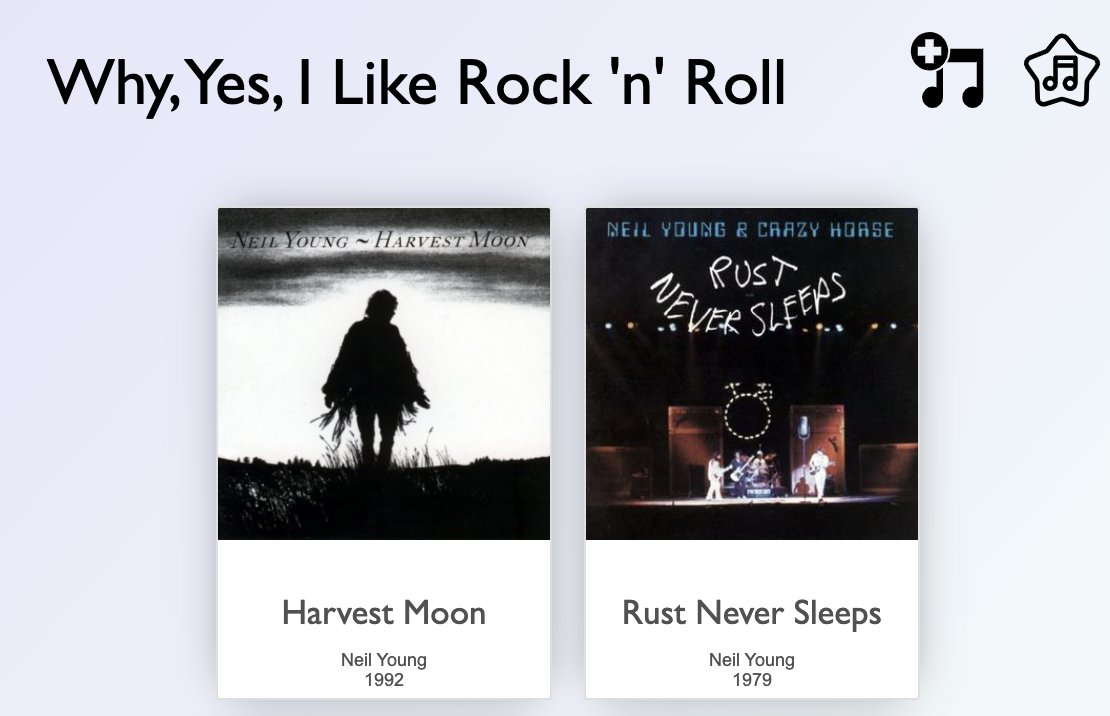 Why, Yes, I Like Rock 'n' Roll
NEIL YOUNG ~ HARVEST MOON
NEIL YOUNG & CRAZY HORSE
RUST
NEVER SLEEPS
Harvest Moon
Neil Young
1992
Rust Never Sleeps
Neil Young
1979